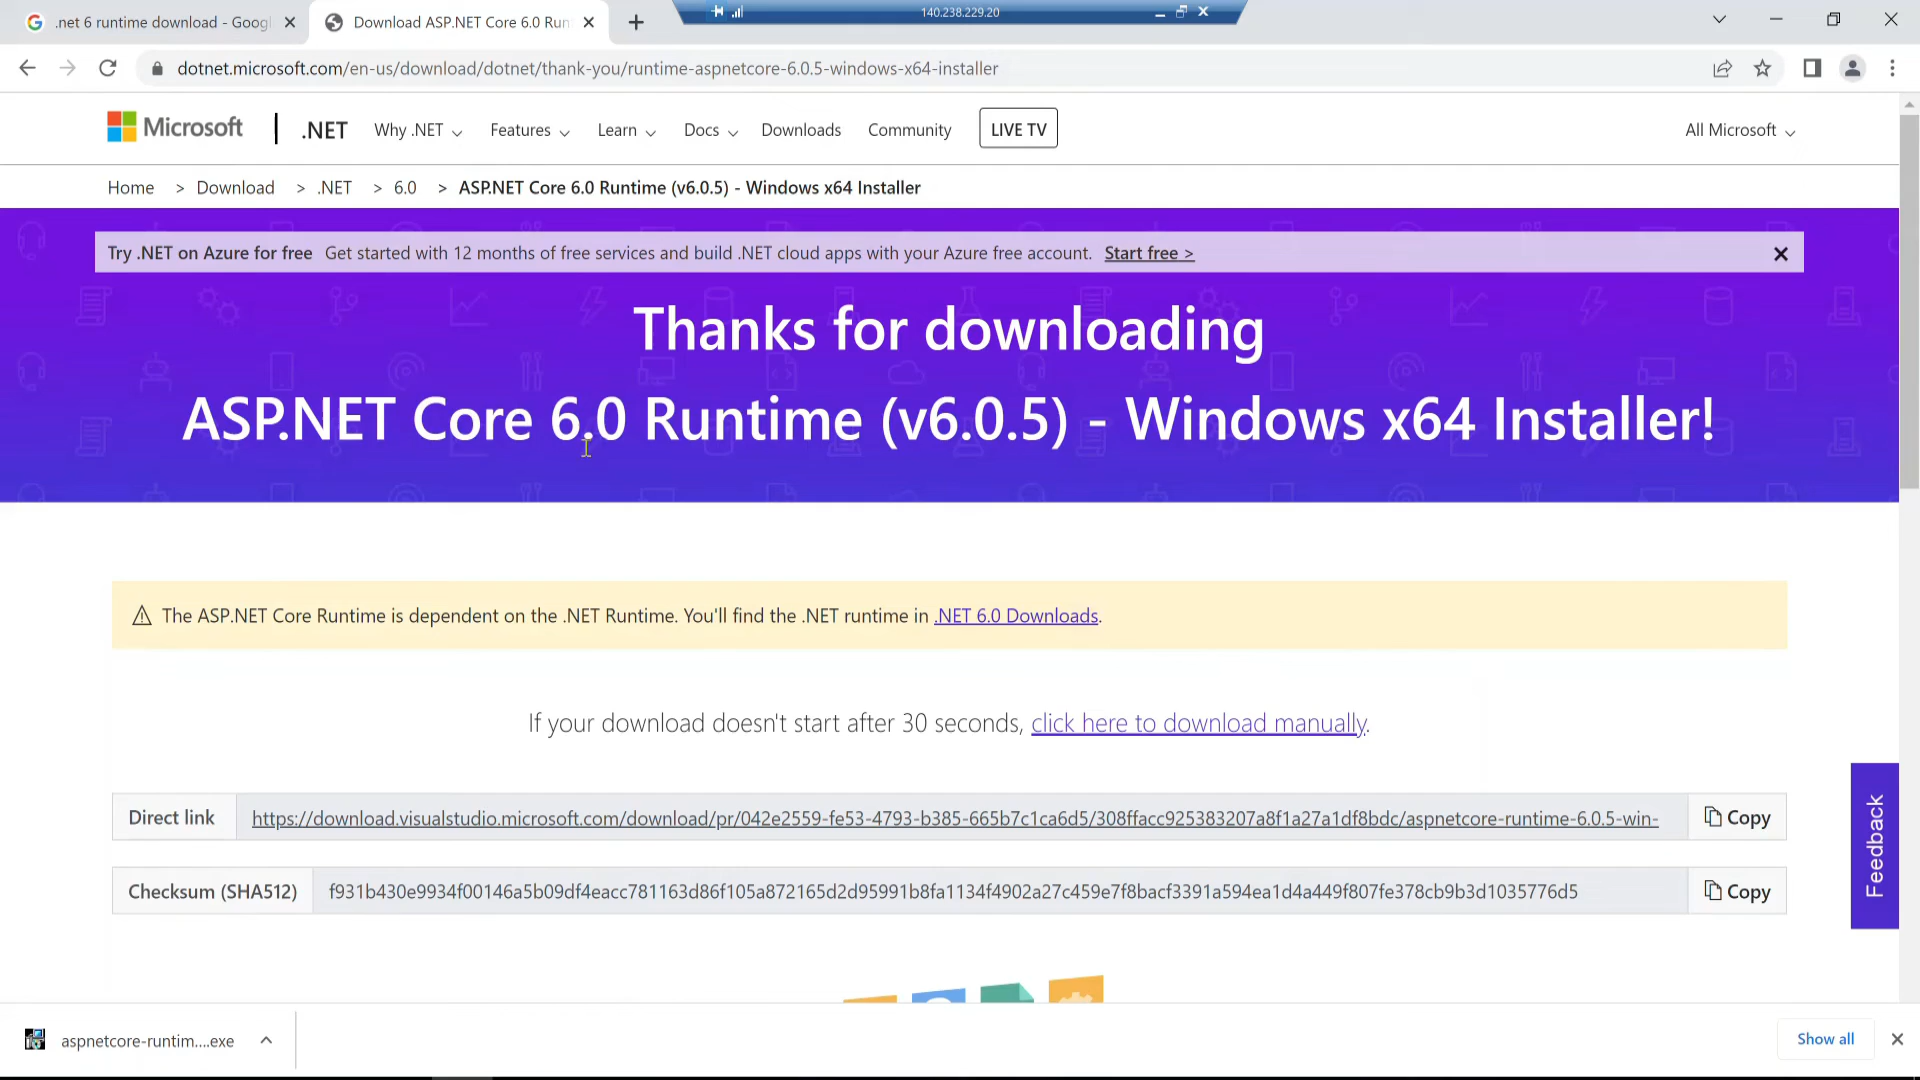 .net 6 runtime download - Goog
Download ASP.NET Core 6.0 Run
140.238.229.20
dotnet.microsoft.com/en-us/download/dotnet/thank-you/runtime-aspnetcore-6.0.5-windows-x64-installer
Microsoft .NET Why .NET Features Learn Docs Downloads Community LIVE TV All Microsoft
Home > Download > .NET > 6.0 > ASP.NET Core 6.0 Runtime (v6.0.5) - Windows x64 Installer
Try .NET on Azure for free Get started with 12 months of free services and build .NET cloud apps with your Azure free account. Start free >
Thanks for downloading
ASP.NET Core 6.0 Runtime (v6.0.5) - Windows x64 Installer!
The ASP.NET Core Runtime is dependent on the .NET Runtime. You'll find the .NET runtime in .NET 6.0 Downloads.
If your download doesn't start after 30 seconds, click here to download manually.
Direct link https://download.visualstudio.microsoft.com/download/pr/042e2559-fe53-4793-b385-665b7c1ca6d5/308ffacc925383207a8f1a27a1df8bdc/aspnetcore-runtime-6.0.5-win- Copy
Feedback
Checksum (SHA512) f931b430e9934f00146a5b09df4eacc781163d86f105a872165d2d95991b8fa1134f4902a27c459e7f8bacf3391a594ea1d4a449f807fe378cb9b3d1035776d5 Copy
aspnetcore-runtim....exe
Show all